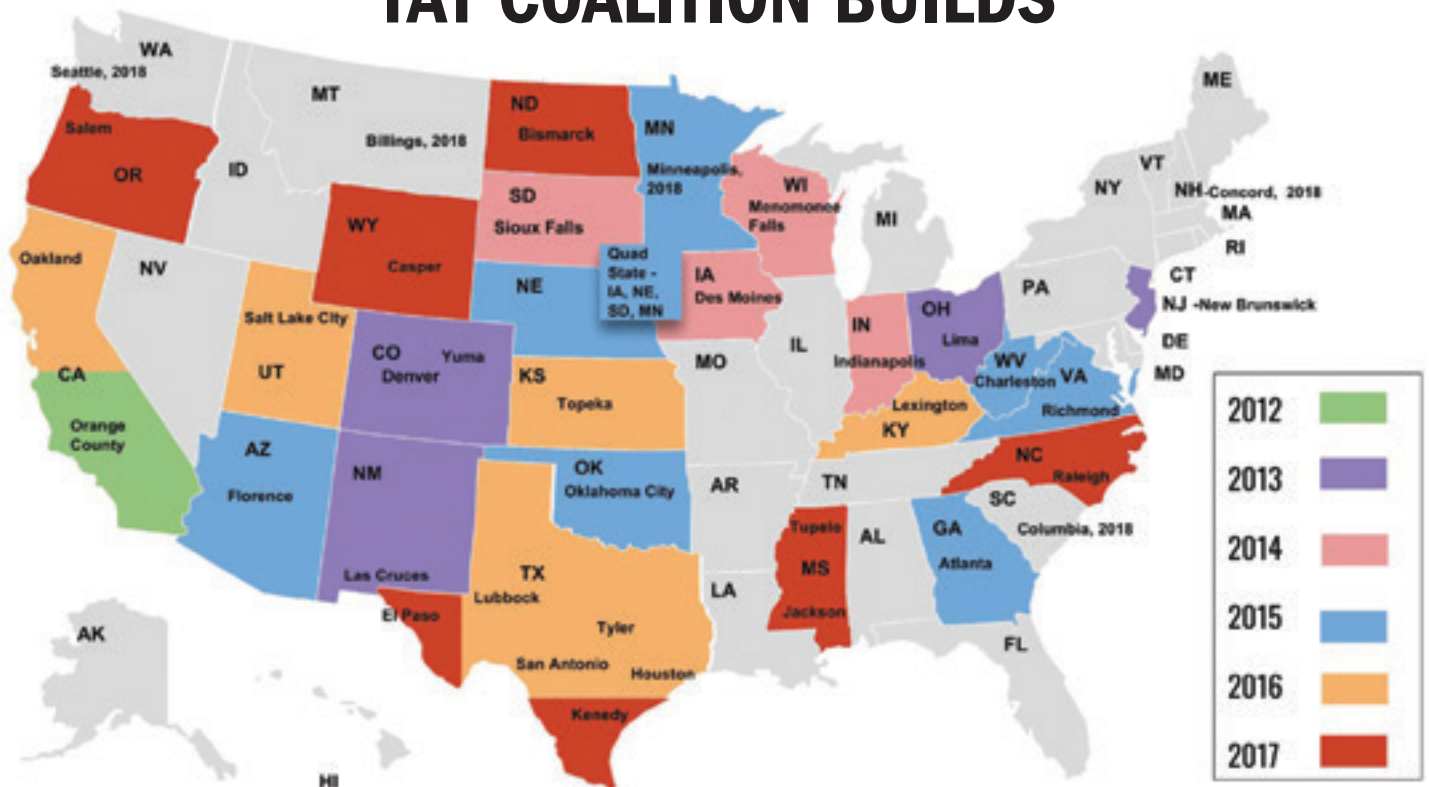 TAT COALITION BUILDS
WA
Seattle, 2018
MT
Billings, 2018
ND
Bismarck
MN
Minneapolis,
2018
ME
Salem
OR
ID
SD
Sioux Falls
WI
Menomonee
Falls
MI
VT
NY
NH-Concord, 2018
MA
RI
WY
Casper
Oakland
NV
NE
Quad
State -
IA, NE,
SD, MN
IA
Des Moines
PA
CT
NJ -New Brunswick
DE
MD
Salt Lake City
UT
CO
Yuma
Denver
KS
Topeka
MO
IL
IN
Indianapolis
OH
Lima
WV
Charleston
VA
Richmond
CA
Orange
County
Lexington
KY
AZ
Florence
NM
Las Cruces
OK
Oklahoma City
AR
TN
NC
Raleigh
SC
Columbia, 2018
TX
Lubbock
El Paso
Tyler
San Antonio
Houston
Kenedy
LA
Tupelo
MS
Jackson
AL
GA
Atlanta
FL
AK
HI
2012
2013
2014
2015
2016
2017